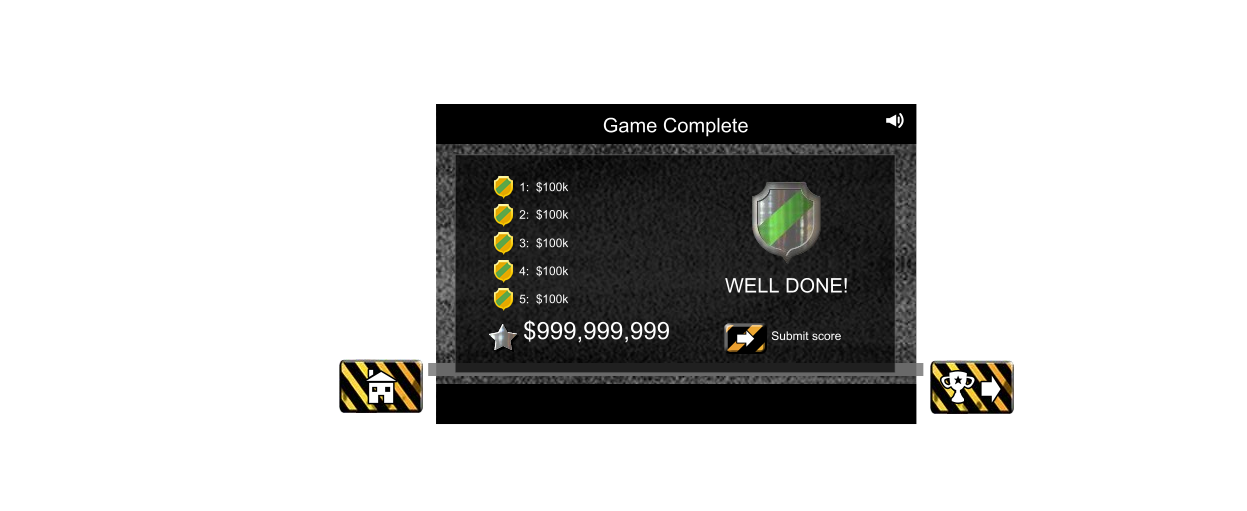 Game Complete
1: $100k
2: $100k
3: $100k
4: $100k
5: $100k
$999,999,999
WELL DONE!
Submit score